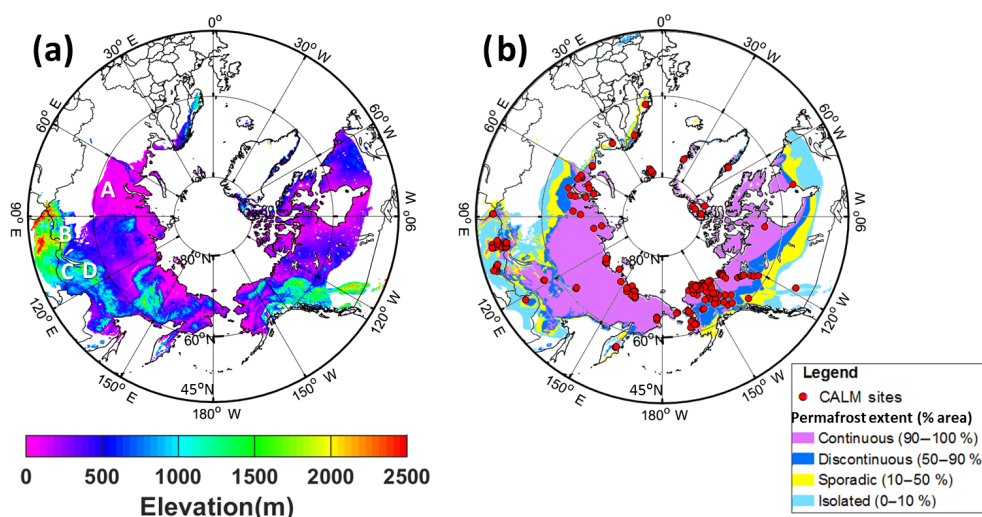 (a)
0°
30° E
30° W
60° E
60° W
90° E
90° W
120° E
120° W
150° E
150° W
180° W
80°N
60°N
45°N
A
B
C
D
0 500 1000 1500 2000 2500
Elevation(m)
(b)
0°
30° E
30° W
60° E
60° W
90° E
90° W
120° E
120° W
150° E
150° W
180° W
80°N
60°N
45°N
Legend
CALM sites
Permafrost extent (% area)
Continuous (90–100 %)
Discontinuous (50–90 %
Sporadic (10–50 %)
Isolated (0–10 %)